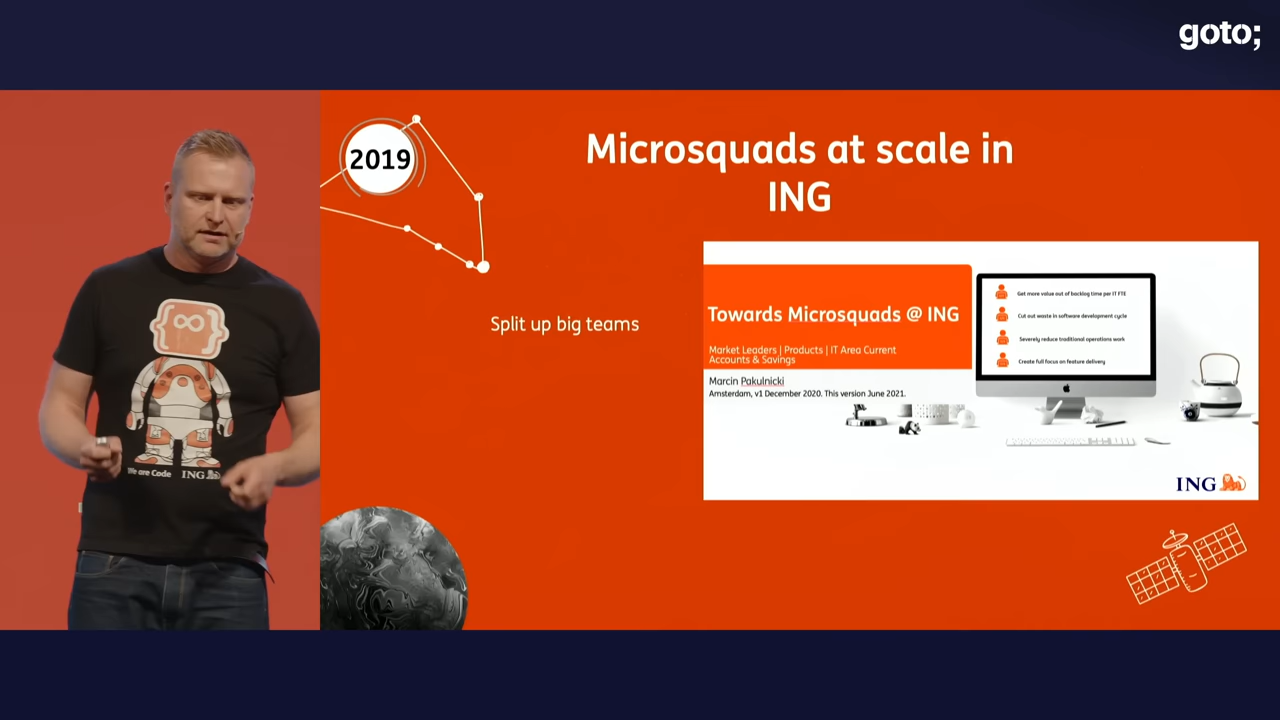 goto;
2019
Microsquads at scale in
ING
Split up big teams
Towards Microsquads @ ING
Market Leaders | Products | IT Area Current
Accounts & Savings
Marcin Pakulnicki
Amsterdam, v1 December 2020. This version June 2021.
Get more value out of backlog time per IT FTE
Cut out waste in software development cycle
Severely reduce traditional operations work
Create full focus on feature delivery
ING
We are Code ING